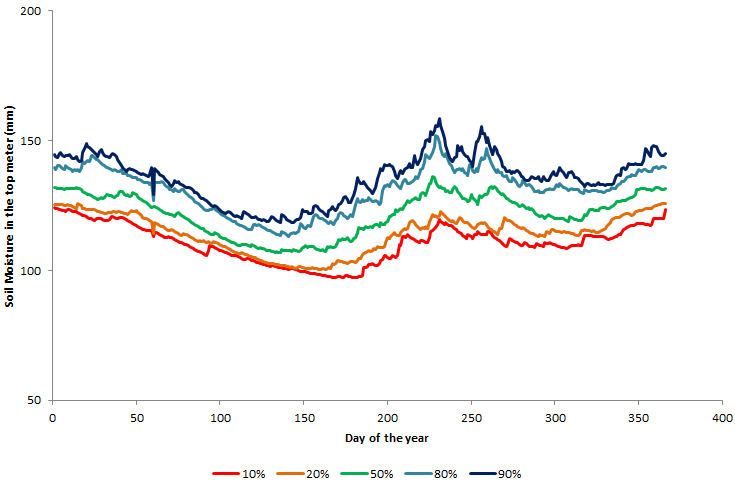 200
150
100
50
Soil Moisture in the top meter (mm)
0 50 100 150 200 250 300 350 400
Day of the year
10% 20% 50% 80% 90%